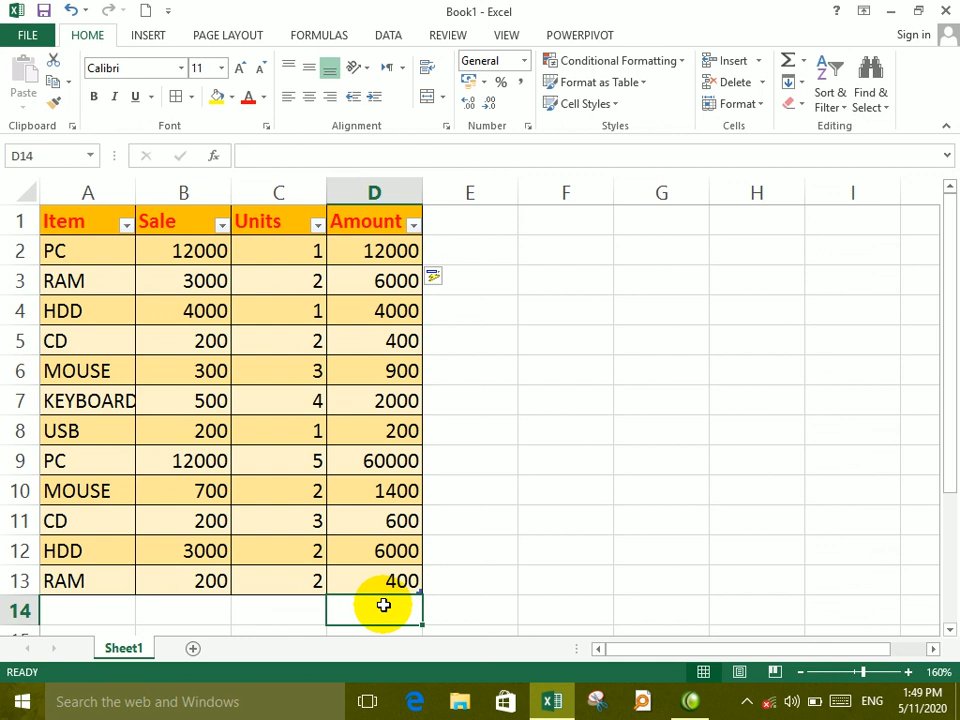 Book1 - Excel
FILE HOME INSERT PAGE LAYOUT FORMULAS DATA REVIEW VIEW POWERPIVOT Sign in
Paste Calibri 11 General Conditional Formatting Insert
B I U Format as Table Delete Sort & Find &
Cell Styles Format Filter Select
Clipboard Font Alignment Number Styles Cells Editing
D14
A B C D E F G H I
1 Item Sale Units Amount
2 PC 12000 1 12000
3 RAM 3000 2 6000
4 HDD 4000 1 4000
5 CD 200 2 400
6 MOUSE 300 3 900
7 KEYBOARD 500 4 2000
8 USB 200 1 200
9 PC 12000 5 60000
10 MOUSE 700 2 1400
11 CD 200 3 600
12 HDD 3000 2 6000
13 RAM 200 2 400
14
Sheet1
READY 160%
Search the web and Windows ENG 1:49 PM
5/11/2020